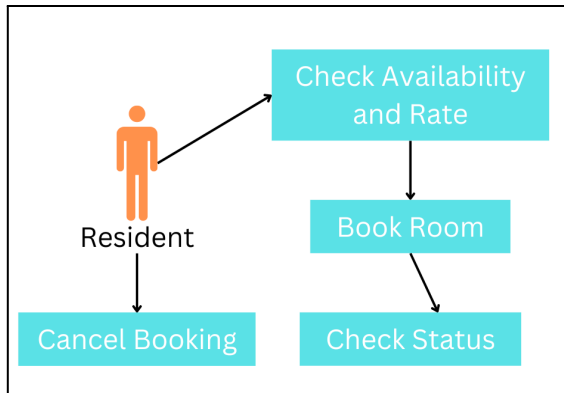 Check Availability
and Rate
Resident
Book Room
Cancel Booking
Check Status